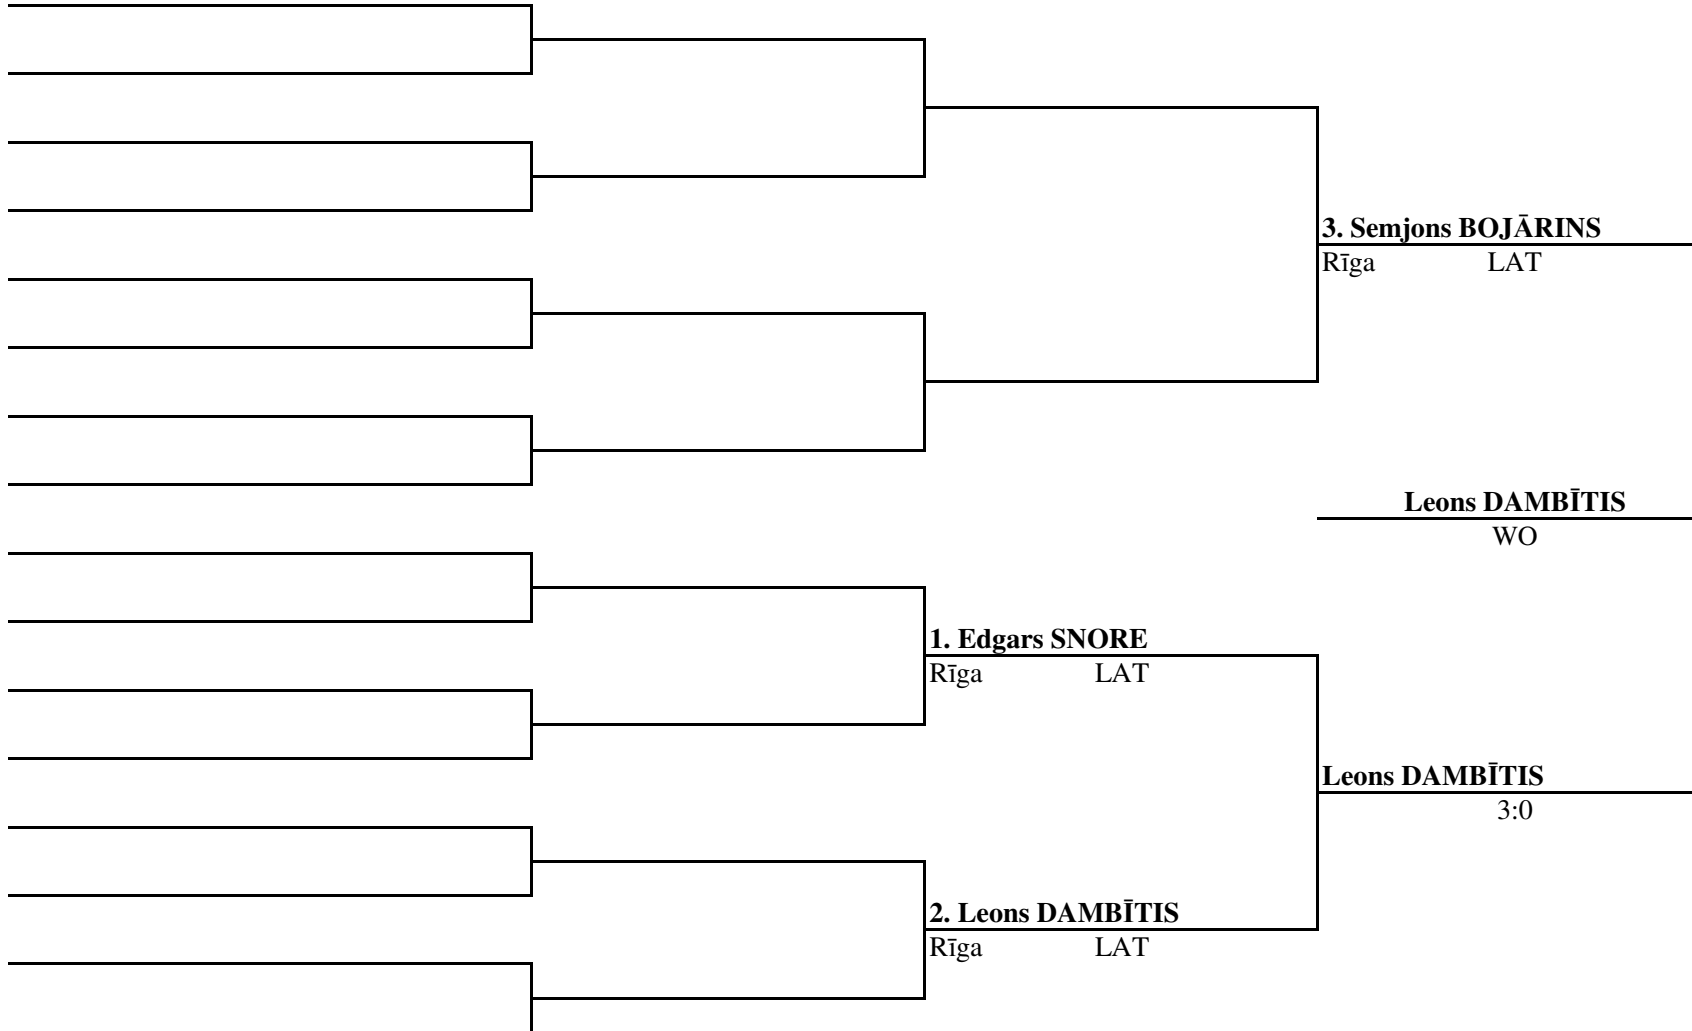 3. Semjons BOJĀRINS
Rīga LAT
Leons DAMBĪTIS
WO
1. Edgars SNORE
Rīga LAT
Leons DAMBĪTIS
3:0
2. Leons DAMBĪTIS
Rīga LAT